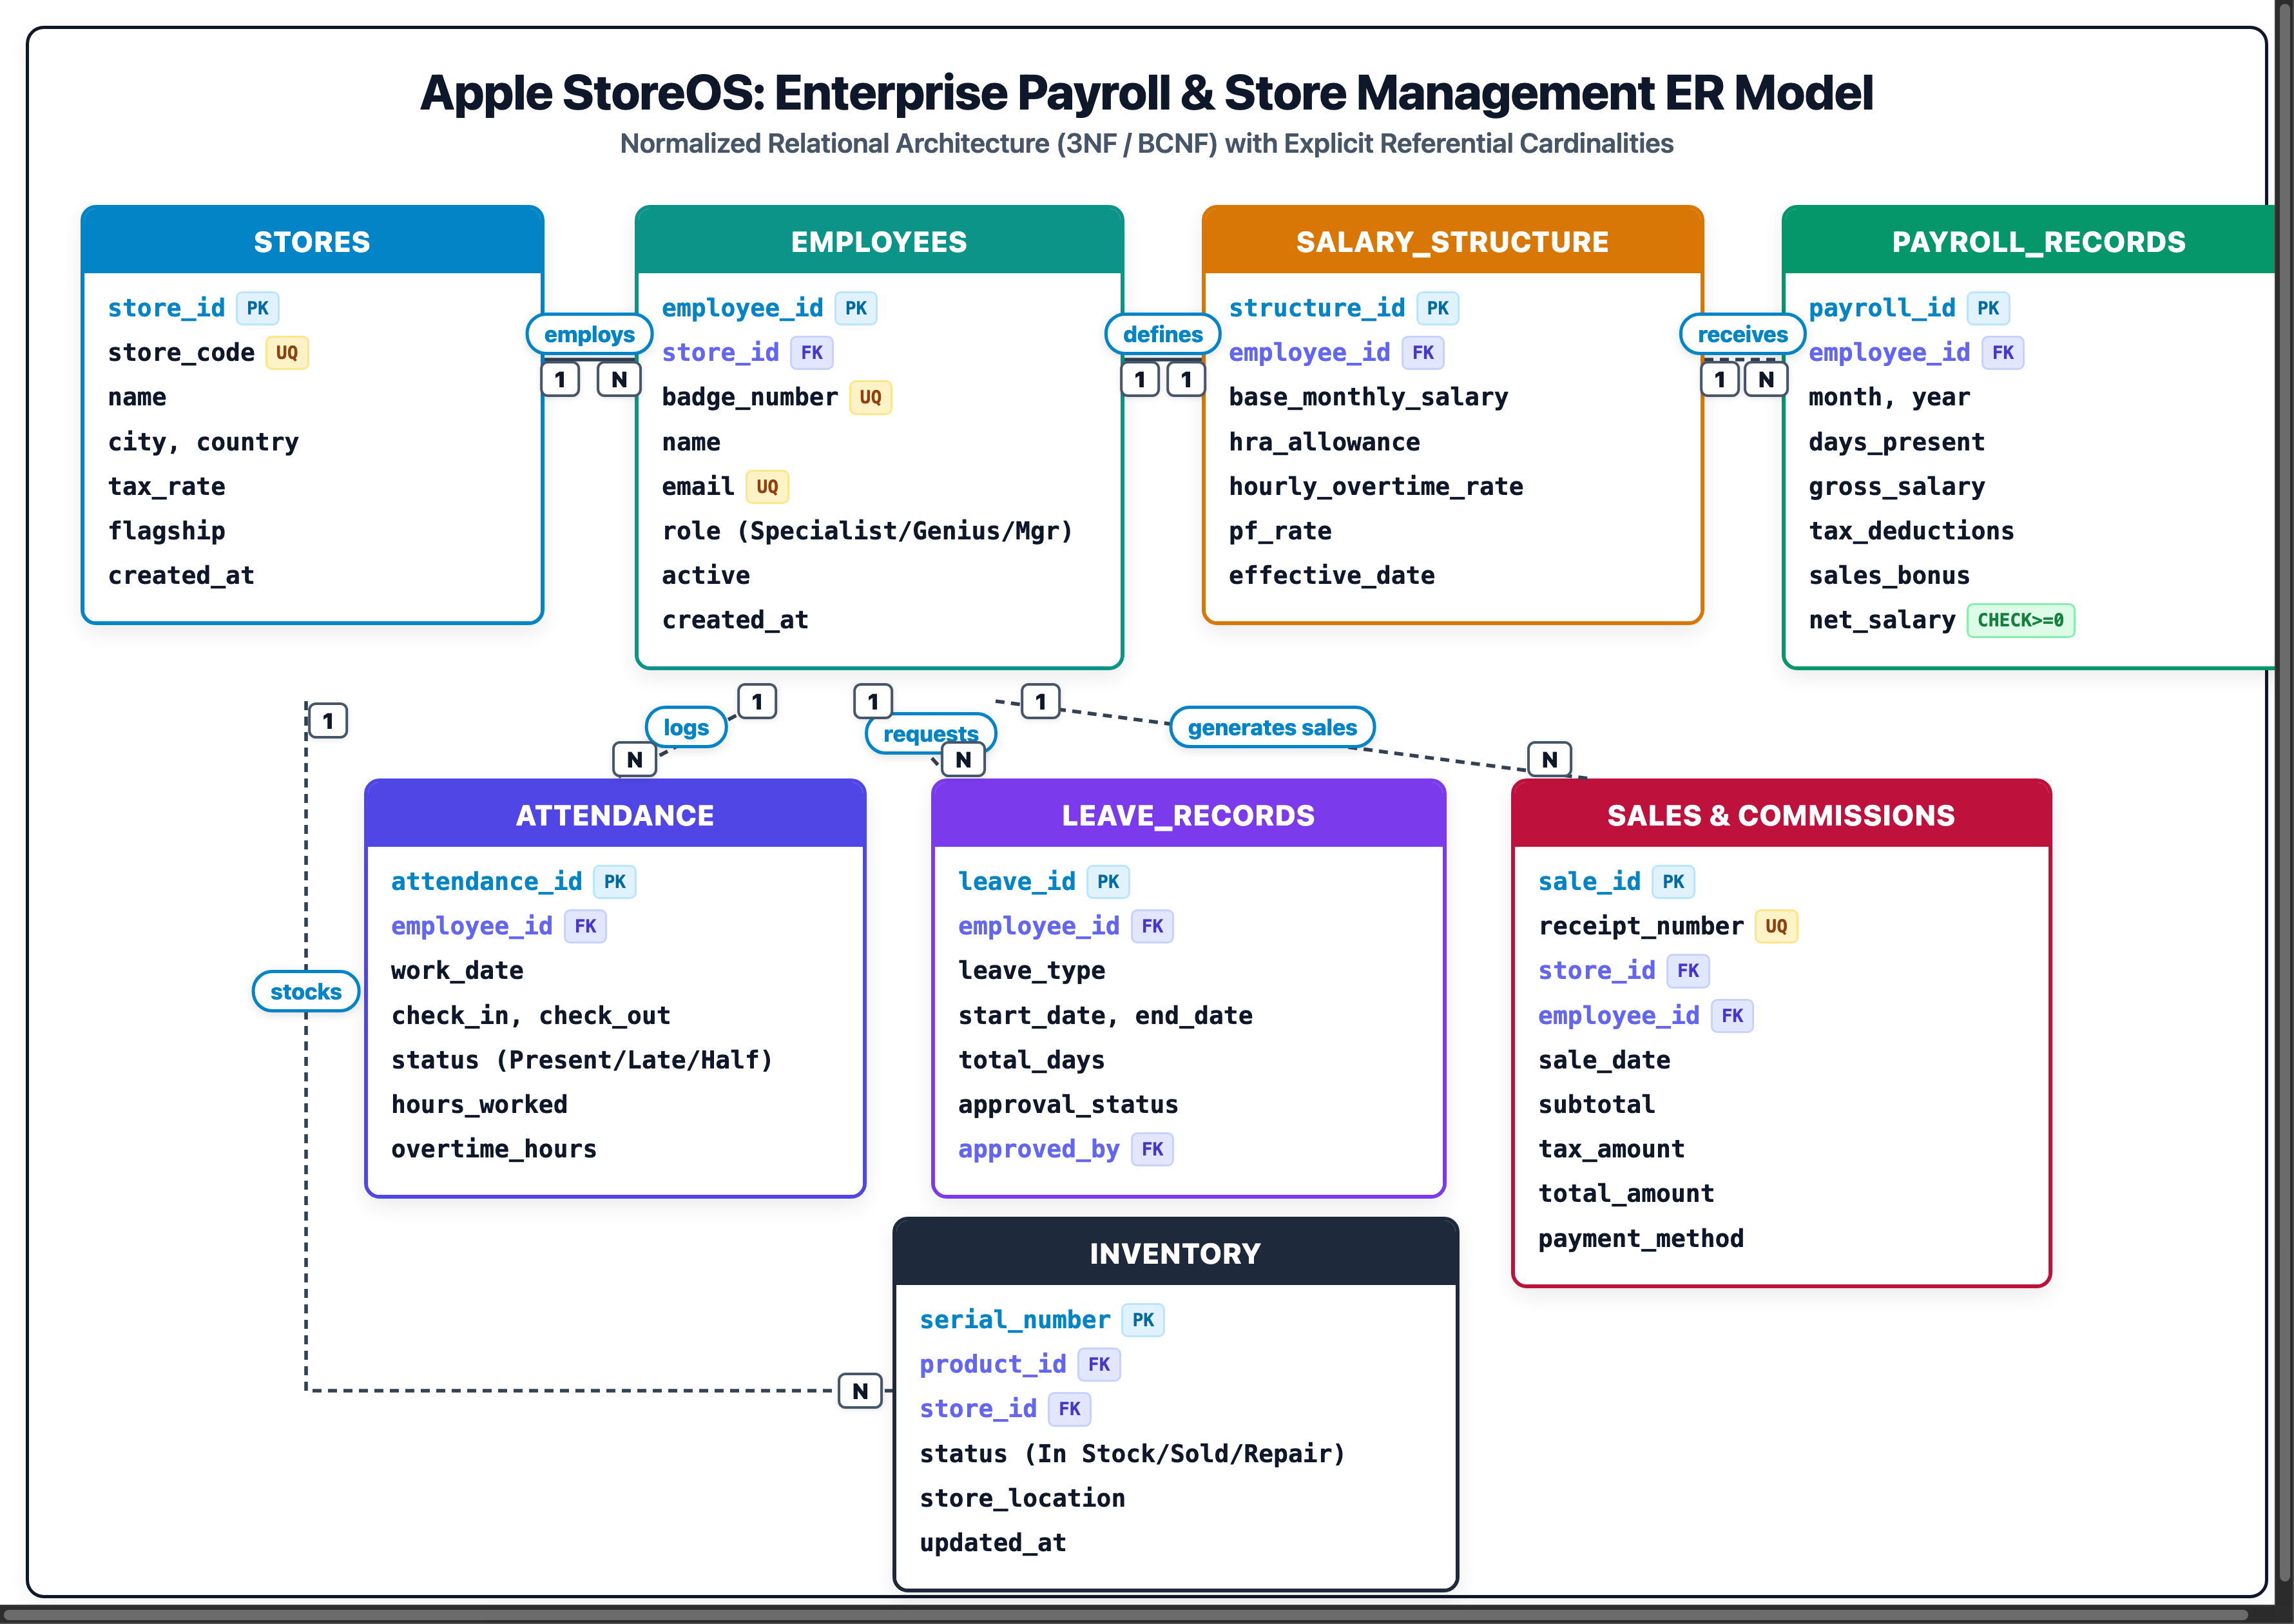 Apple StoreOS: Enterprise Payroll & Store Management ER Model
Normalized Relational Architecture (3NF / BCNF) with Explicit Referential Cardinalities
STORES
store_id PK
store_code UQ
name
city, country
tax_rate
flagship
created_at
employs
1 N
EMPLOYEES
employee_id PK
store_id FK
badge_number UQ
name
email UQ
role (Specialist/Genius/Mgr)
active
created_at
defines
1 1
SALARY_STRUCTURE
structure_id PK
employee_id FK
base_monthly_salary
hra_allowance
hourly_overtime_rate
pf_rate
effective_date
receives
1 N
PAYROLL_RECORDS
payroll_id PK
employee_id FK
month, year
days_present
gross_salary
tax_deductions
sales_bonus
net_salary CHECK>=0
1
stocks
N
1
logs
N
1
requests
N
1
generates sales
N
ATTENDANCE
attendance_id PK
employee_id FK
work_date
check_in, check_out
status (Present/Late/Half)
hours_worked
overtime_hours
LEAVE_RECORDS
leave_id PK
employee_id FK
leave_type
start_date, end_date
total_days
approval_status
approved_by FK
SALES & COMMISSIONS
sale_id PK
receipt_number UQ
store_id FK
employee_id FK
sale_date
subtotal
tax_amount
total_amount
payment_method
INVENTORY
serial_number PK
product_id FK
store_id FK
status (In Stock/Sold/Repair)
store_location
updated_at